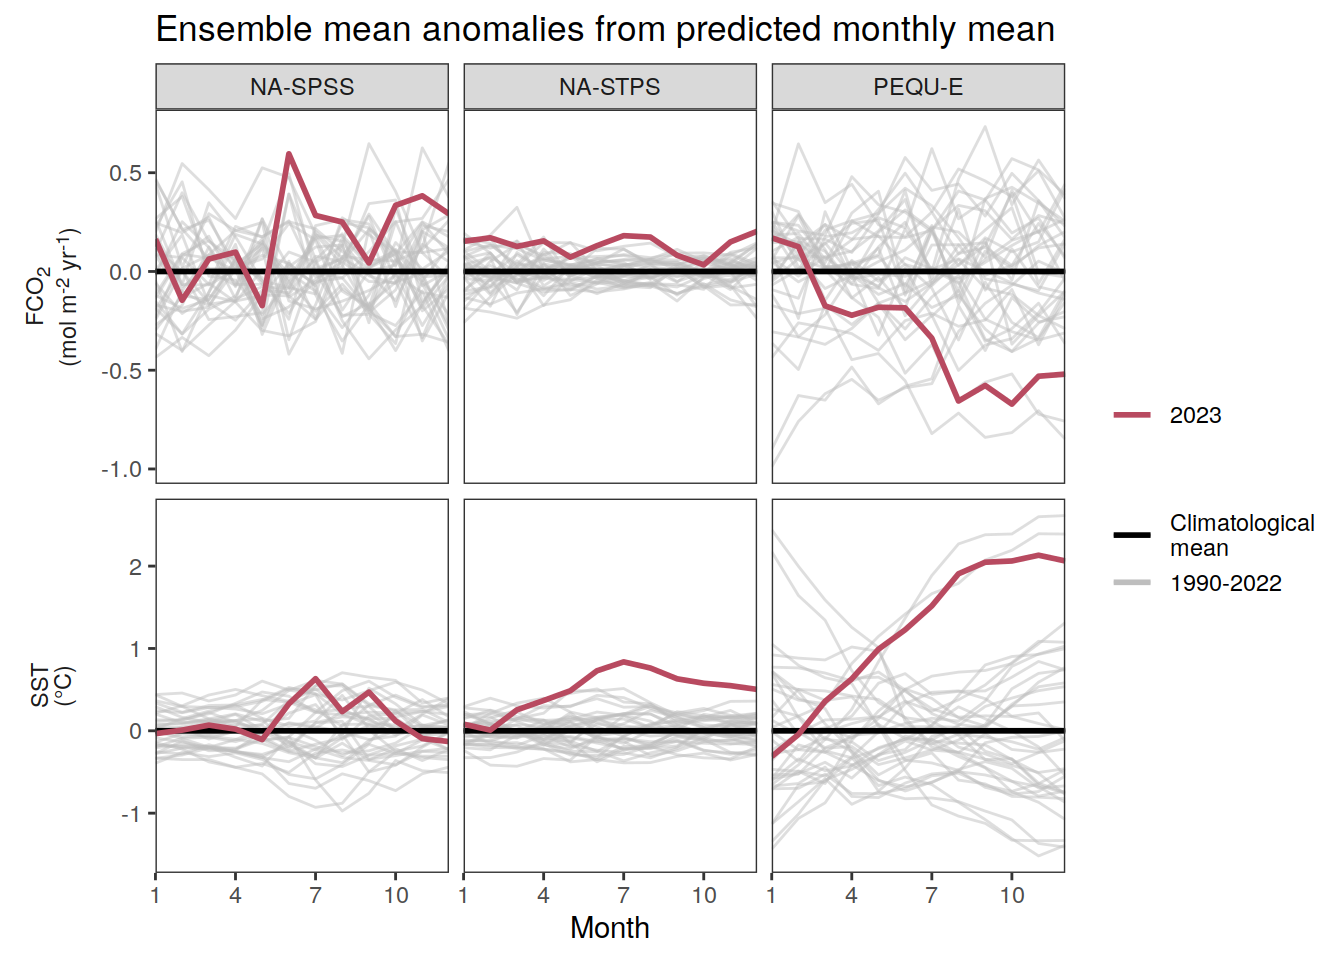 Ensemble mean anomalies from predicted monthly mean
NA-SPSS
NA-STPS
PEQU-E
FCO₂
(mol m⁻² yr⁻¹)
0.5
0.0
-0.5
-1.0
SST
(°C)
2
1
0
-1
1 4 7 10
1 4 7 10
1 4 7 10
Month
2023
Climatological
mean
1990-2022